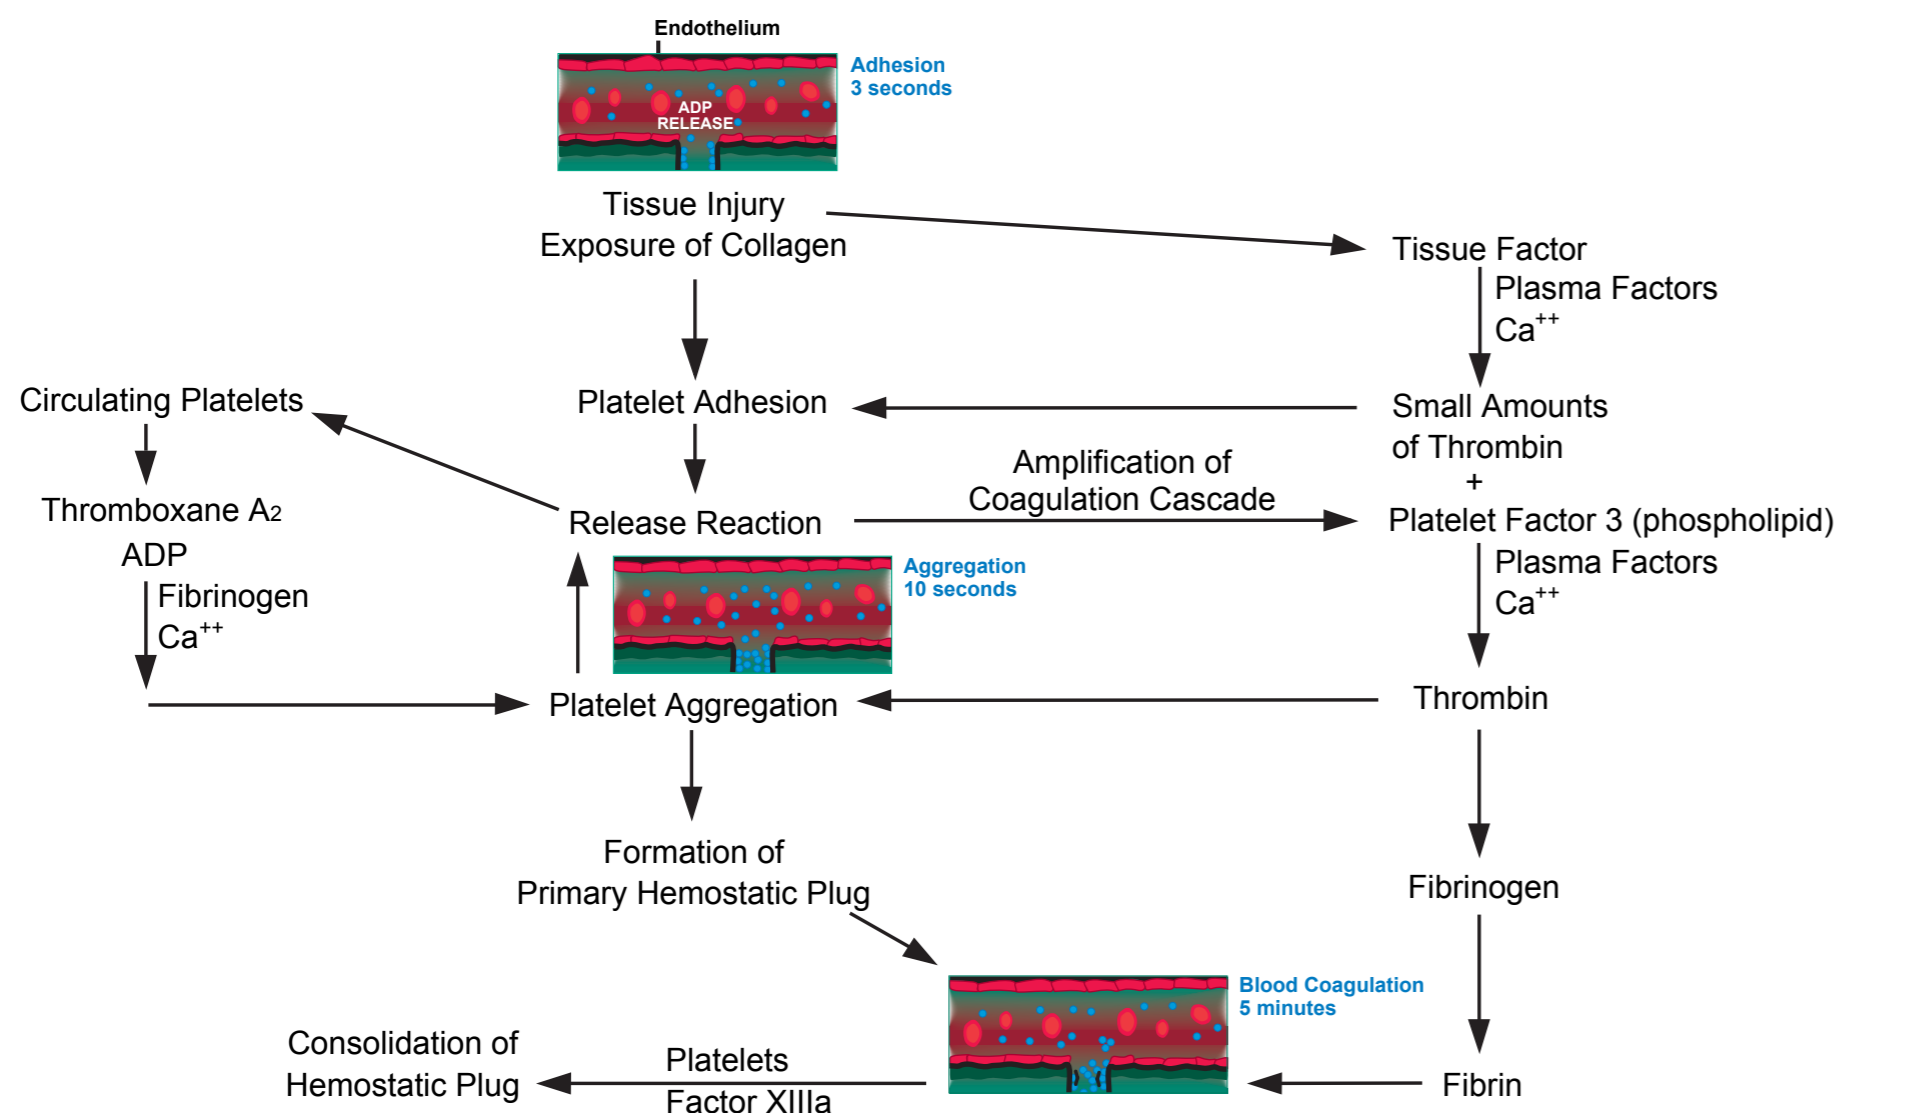 Endothelium
Adhesion
3 seconds
ADP
RELEASE
Tissue Injury
Exposure of Collagen
Tissue Factor
Plasma Factors
Ca++
Circulating Platelets
Platelet Adhesion
Small Amounts
of Thrombin
+
Amplification of
Coagulation Cascade
Thromboxane A2
ADP
Fibrinogen
Ca++
Release Reaction
Platelet Factor 3 (phospholipid)
Plasma Factors
Ca++
Aggregation
10 seconds
Platelet Aggregation
Thrombin
Formation of
Primary Hemostatic Plug
Fibrinogen
Blood Coagulation
5 minutes
Consolidation of
Hemostatic Plug
Platelets
Factor XIIIa
Fibrin